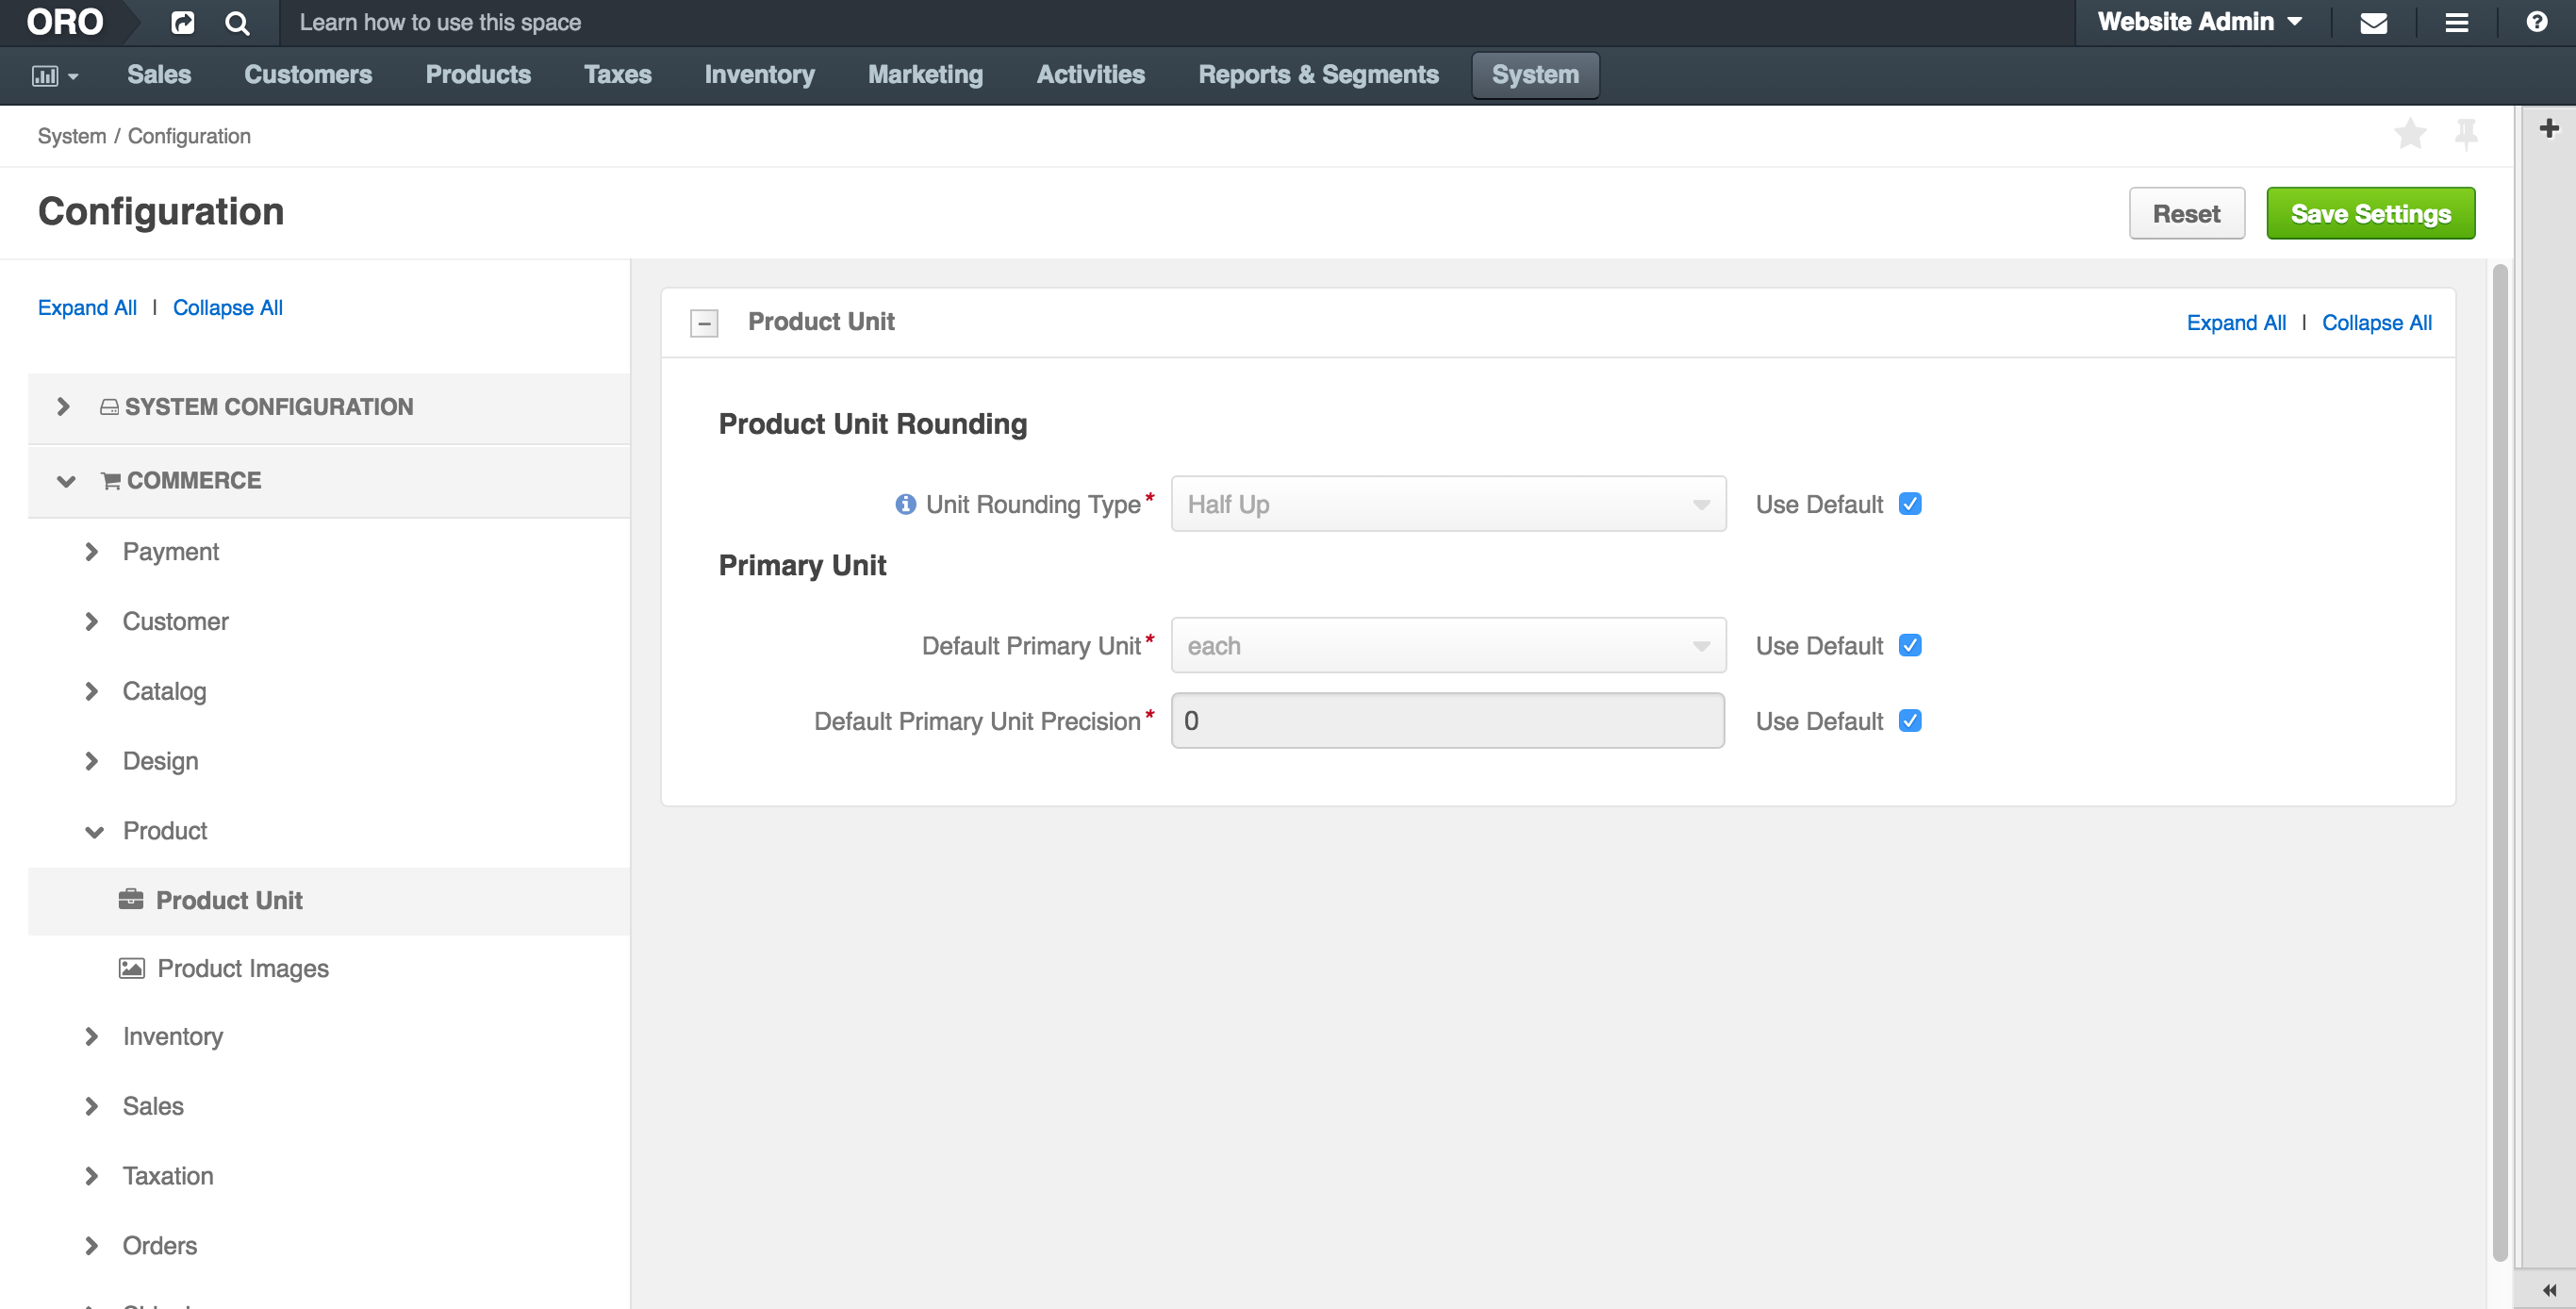 ORO
Learn how to use this space
Website Admin
Sales
Customers
Products
Taxes
Inventory
Marketing
Activities
Reports & Segments
System
System / Configuration
Configuration
Reset
Save Settings
Expand All | Collapse All
SYSTEM CONFIGURATION
COMMERCE
Payment
Customer
Catalog
Design
Product
Product Unit
Product Images
Inventory
Sales
Taxation
Orders
Product Unit
Expand All | Collapse All
Product Unit Rounding
Unit Rounding Type* Half Up Use Default
Primary Unit
Default Primary Unit* each Use Default
Default Primary Unit Precision* 0 Use Default